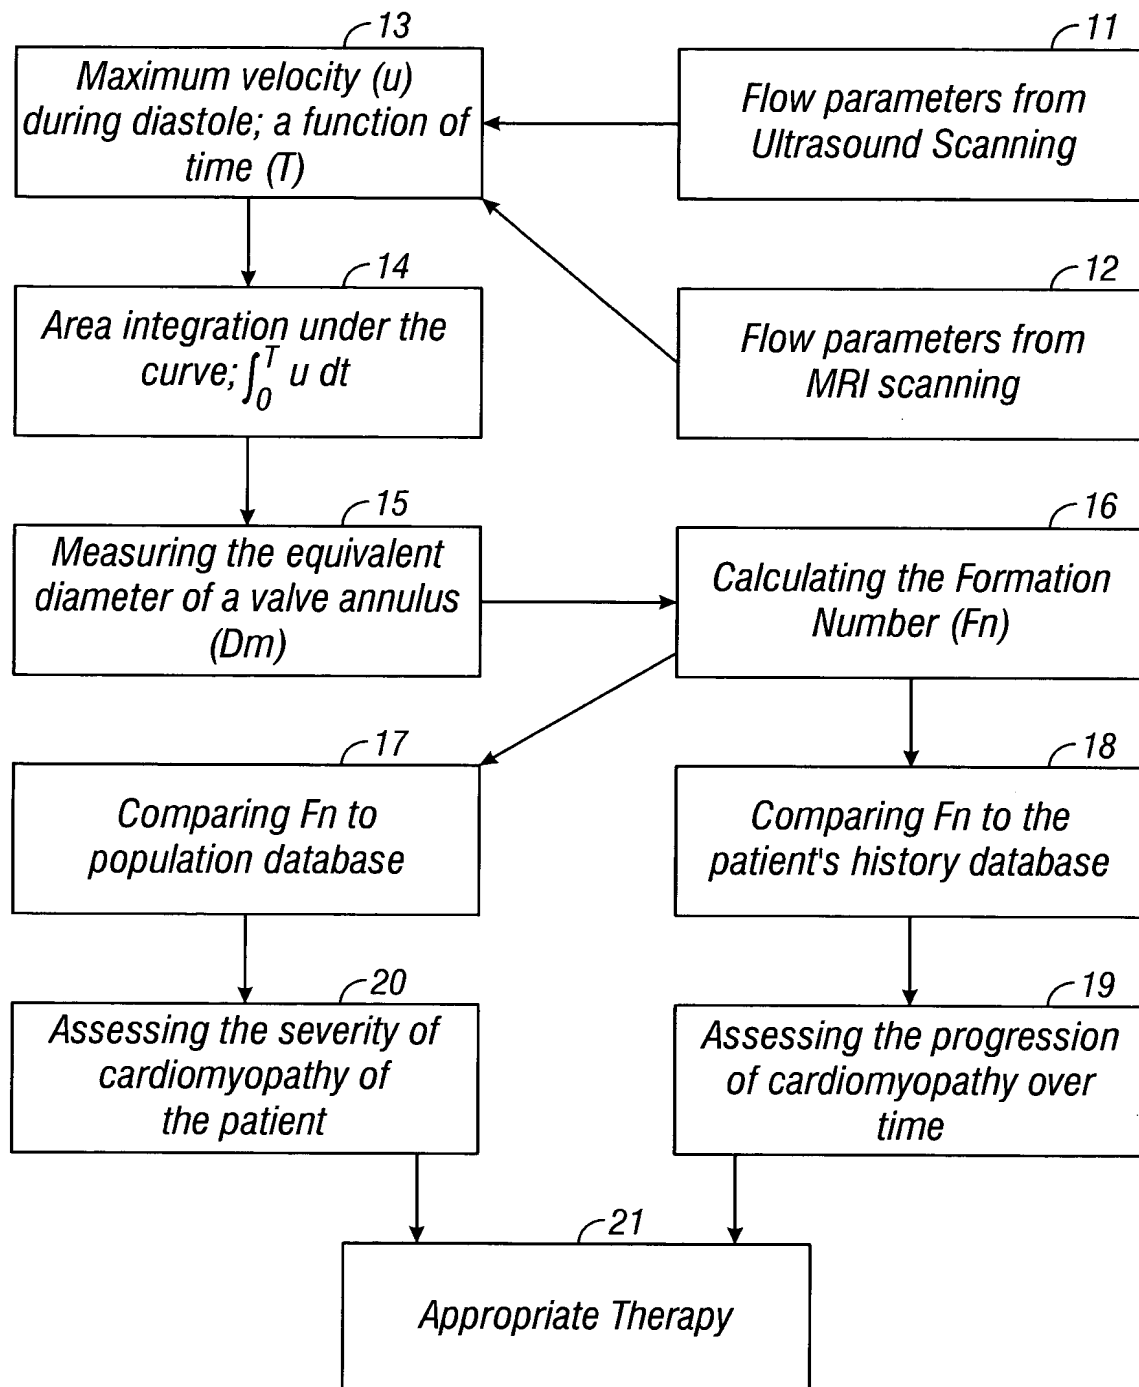 13
Maximum velocity (u)
during diastole; a function of
time (T)
11
Flow parameters from
Ultrasound Scanning
14
Area integration under the
curve; ∫₀ᵀ u dt
12
Flow parameters from
MRI scanning
15
Measuring the equivalent
diameter of a valve annulus
(Dm)
16
Calculating the Formation
Number (Fn)
17
Comparing Fn to
population database
18
Comparing Fn to the
patient's history database
20
Assessing the severity of
cardiomyopathy of
the patient
19
Assessing the progression
of cardiomyopathy over
time
21
Appropriate Therapy